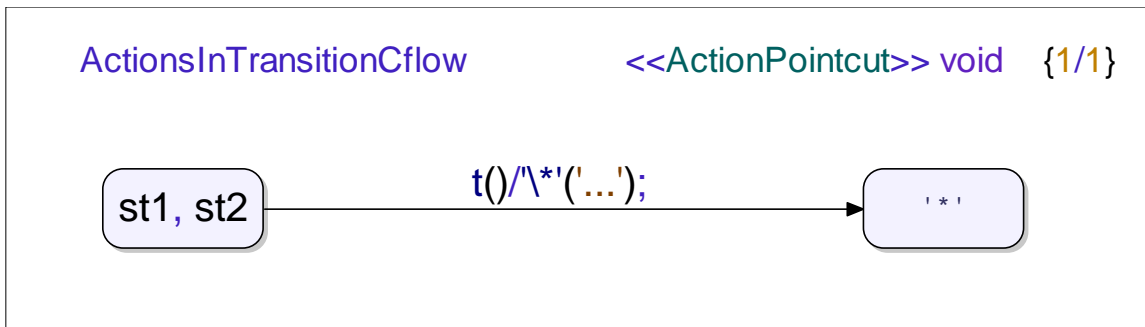 ActionsInTransitionCflow <<ActionPointcut>> void {1/1}
t()/'\*'('...');
st1, st2
'*'